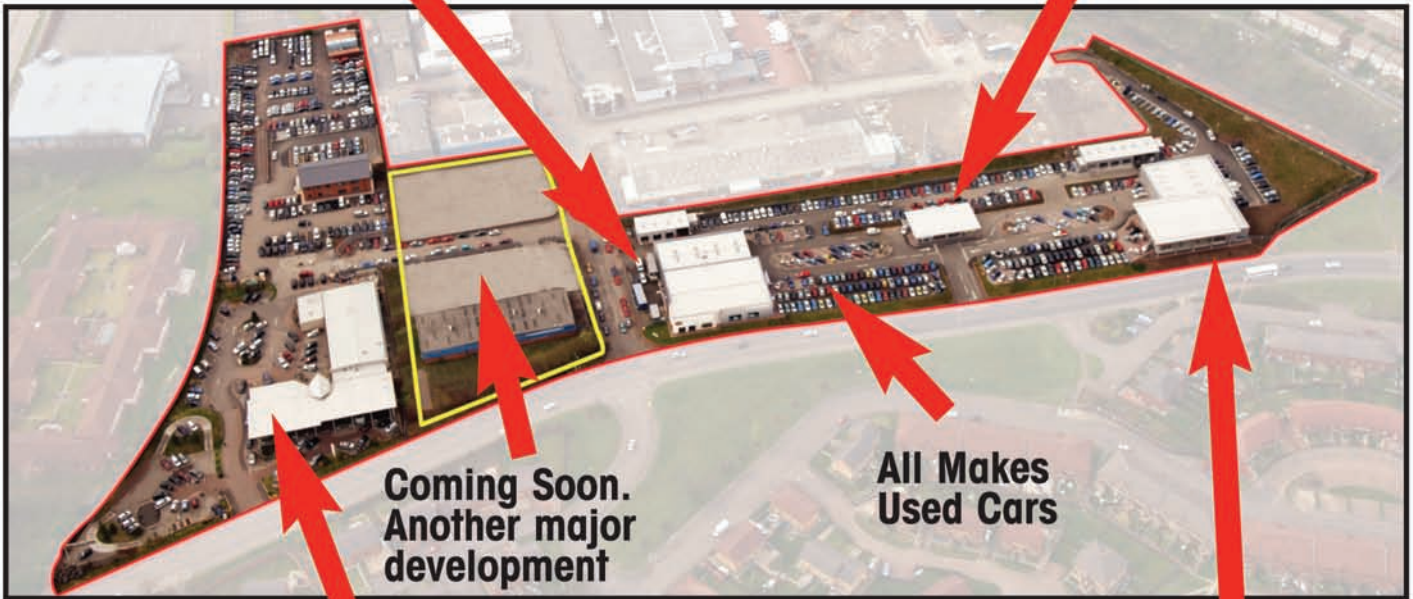 Coming Soon.
Another major
development
All Makes
Used Cars